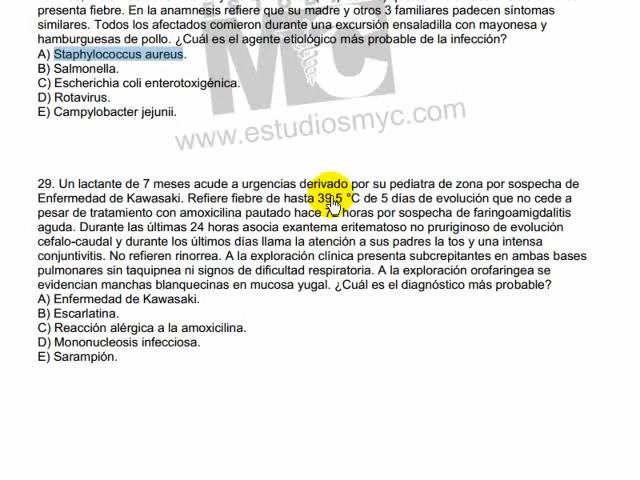 presenta fiebre. En la anamnesis refiere que su madre y otros 3 familiares padecen síntomas
similares. Todos los afectados comieron durante una excursión ensaladilla con mayonesa y
hamburguesas de pollo. ¿Cuál es el agente etiológico más probable de la infección?
A) Staphylococcus aureus.
B) Salmonella.
C) Escherichia coli enterotoxigénica.
D) Rotavirus.
E) Campylobacter jejunii.
MC
www.estudiosmyc.com
29. Un lactante de 7 meses acude a urgencias derivado por su pediatra de zona por sospecha de
Enfermedad de Kawasaki. Refiere fiebre de hasta 39,5 °C de 5 días de evolución que no cede a
pesar de tratamiento con amoxicilina pautado hace horas por sospecha de faringoamigdalitis
aguda. Durante las últimas 24 horas asocia exantema eritematoso no pruriginoso de evolución
cefalo-caudal y durante los últimos días llama la atención a sus padres la tos y una intensa
conjuntivitis. No refieren rinorrea. A la exploración clínica presenta subcrepitantes en ambas bases
pulmonares sin taquipnea ni signos de dificultad respiratoria. A la exploración orofaringea se
evidencian manchas blanquecinas en mucosa yugal. ¿Cuál es el diagnóstico más probable?
A) Enfermedad de Kawasaki.
B) Escarlatina.
C) Reacción alérgica a la amoxicilina.
D) Mononucleosis infecciosa.
E) Sarampión.